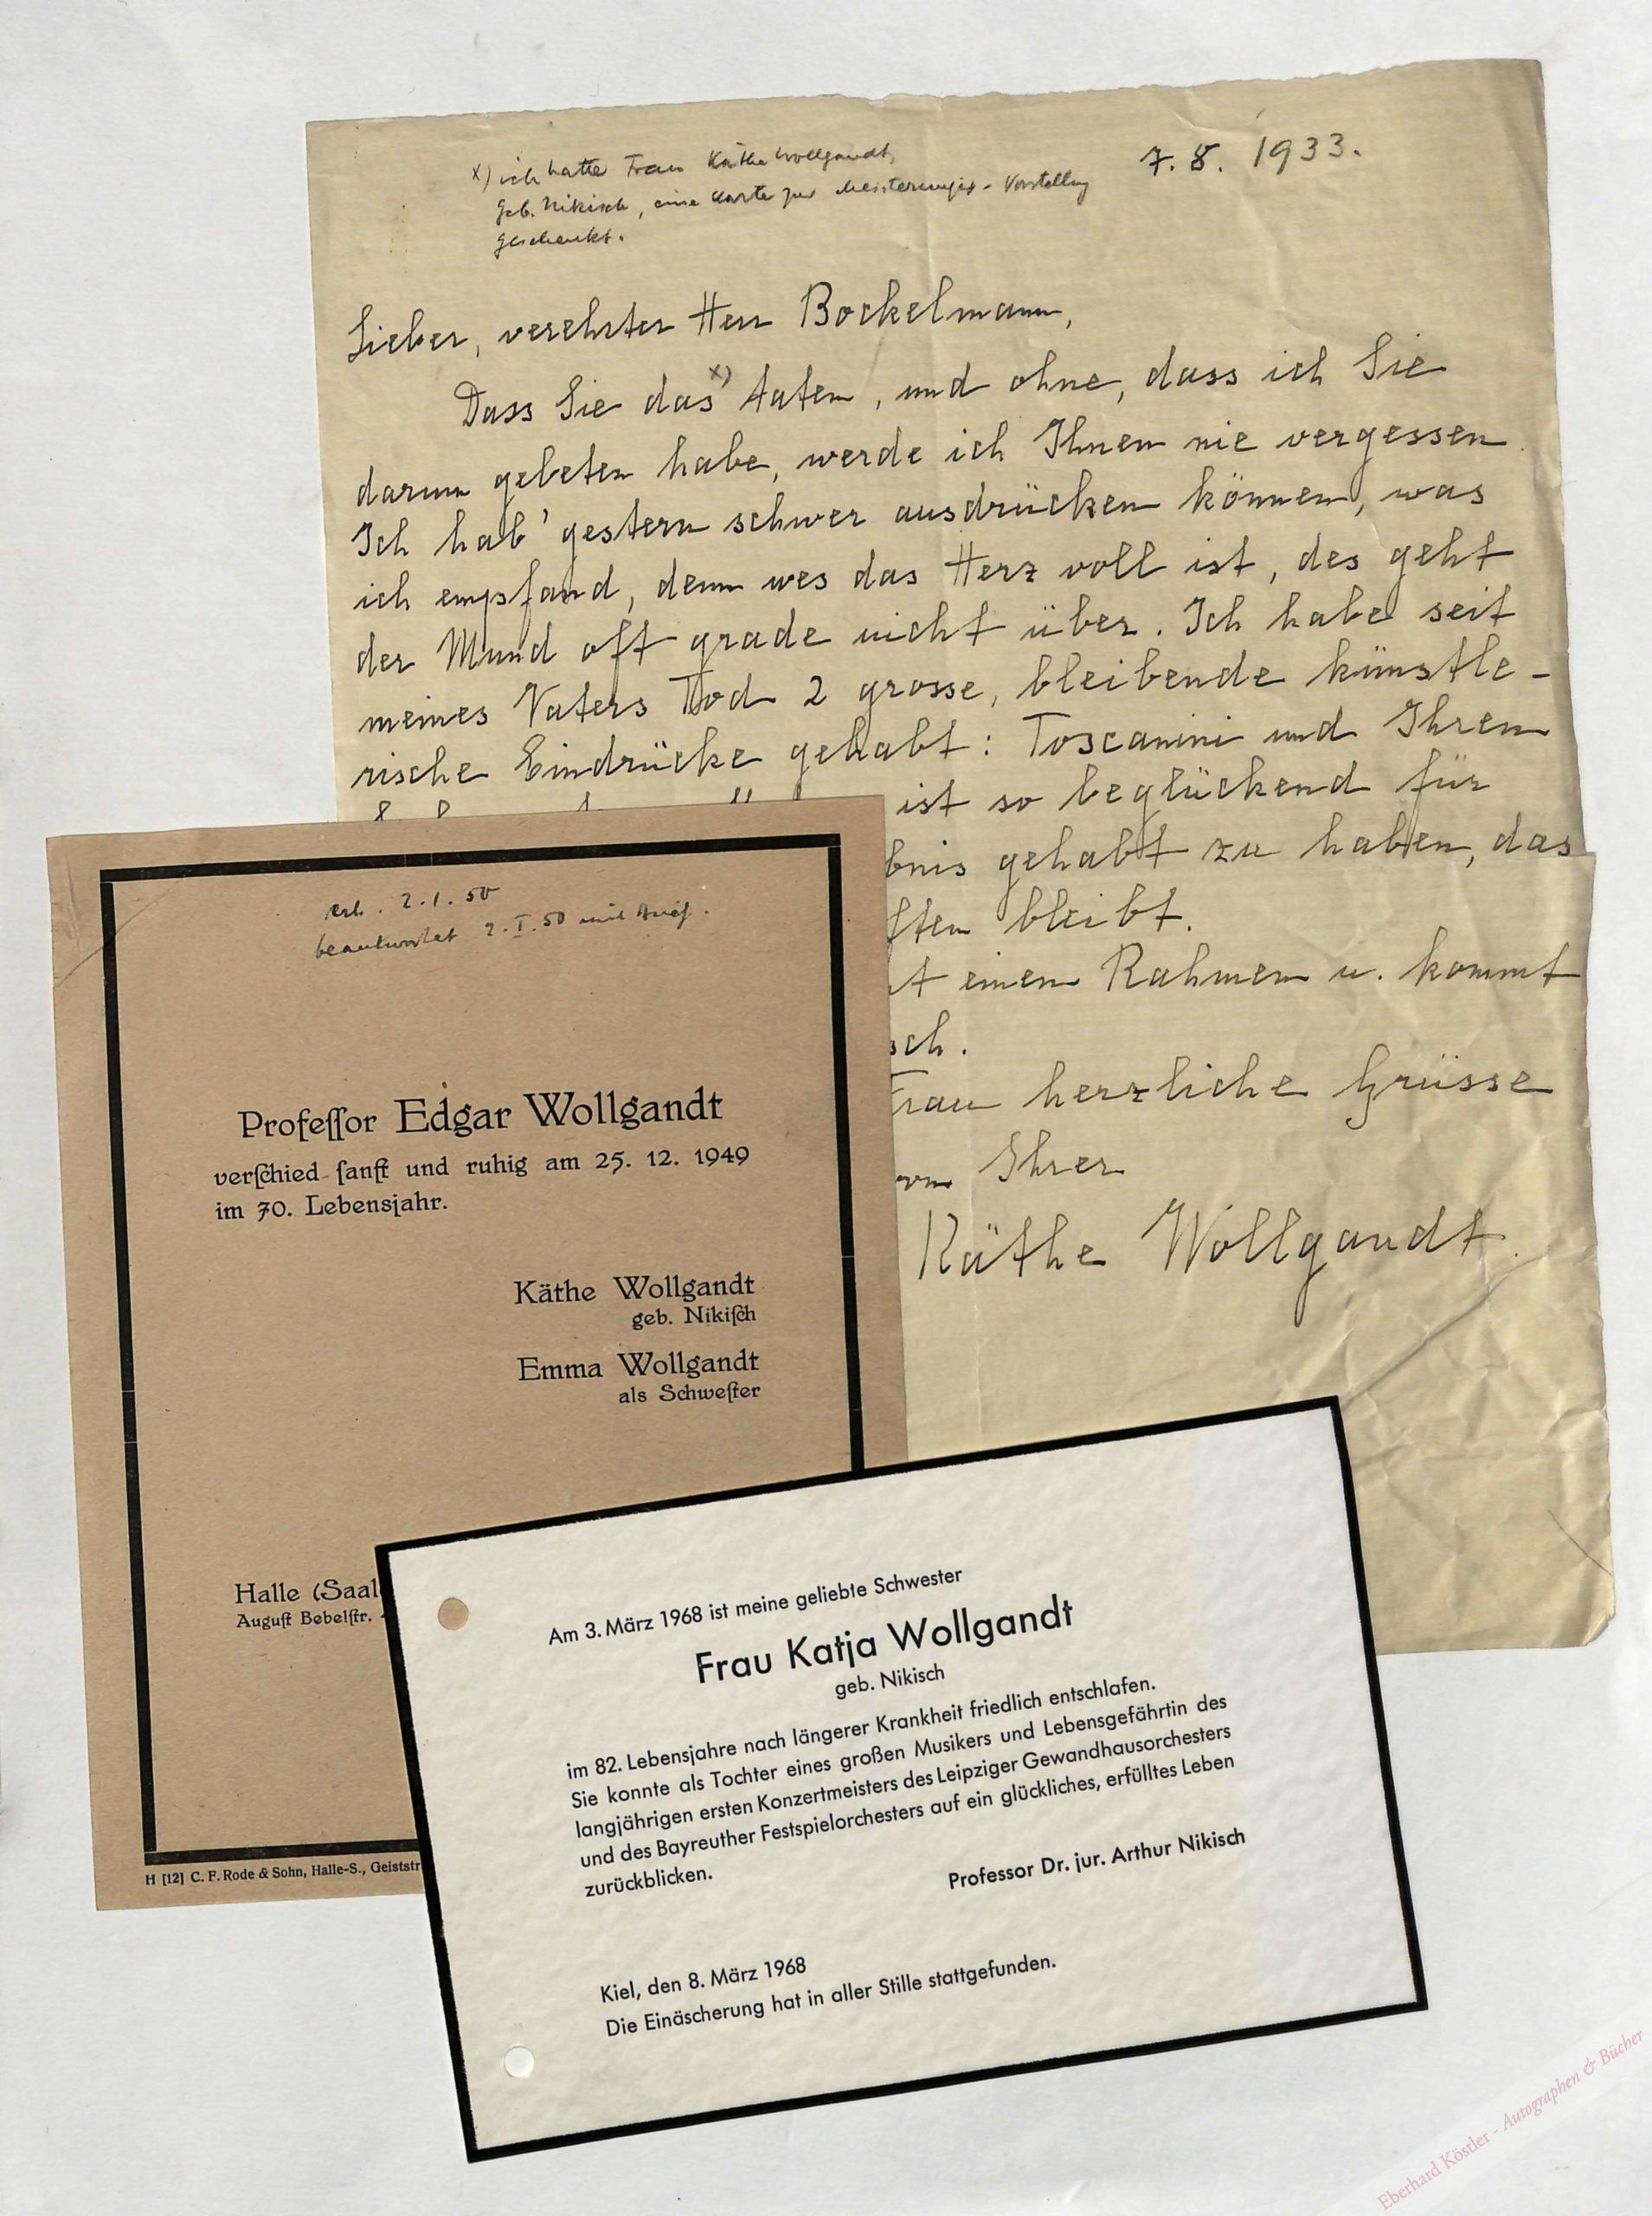 x) ich hatte Frau Käthe Wollgandt,
geb. Nikisch, eine Karte zur Meistersinger-Vorstellung
geschenkt.
7. 8. 1933.
Lieber, verehrter Herr Bockelmann,
Dass Sie das x) taten, und ohne, dass ich Sie
darum gebeten habe, werde ich Ihnen nie vergessen
Ich hab' gestern schwer ausdrücken können, was
ich empfand, denn wes das Herz voll ist, des geht
der Mund oft grade nicht über. Ich habe seit
meines Vaters Tod 2 grosse, bleibende künstle-
rische Eindrücke gehabt: Toscanini und Ihren
ist so beglückend für
bnis gehabt zu haben, das
ften bleibt.
t einen Rahmen u. kommt
sch.
Frau herzliche Grüsse
von Ihrer
Käthe Wollgandt.
erh. 2.1.50
beantwortet 2.I.50 mit Brief.
Profeſſor Edgar Wollgandt
verſchied ſanft und ruhig am 25. 12. 1949
im 70. Lebensjahr.
Käthe Wollgandt
geb. Nikiſch
Emma Wollgandt
als Schweſter
Halle (Saal
Auguſt Bebelſtr.
H [12] C. F. Rode & Sohn, Halle-S., Geiststr
Am 3. März 1968 ist meine geliebte Schwester
Frau Katja Wollgandt
geb. Nikisch
im 82. Lebensjahre nach längerer Krankheit friedlich entschlafen.
Sie konnte als Tochter eines großen Musikers und Lebensgefährtin des
langjährigen ersten Konzertmeisters des Leipziger Gewandhausorchesters
und des Bayreuther Festspielorchesters auf ein glückliches, erfülltes Leben
zurückblicken.
Professor Dr. jur. Arthur Nikisch
Kiel, den 8. März 1968
Die Einäscherung hat in aller Stille stattgefunden.
Eberhard Köstler - Autographen & Bücher